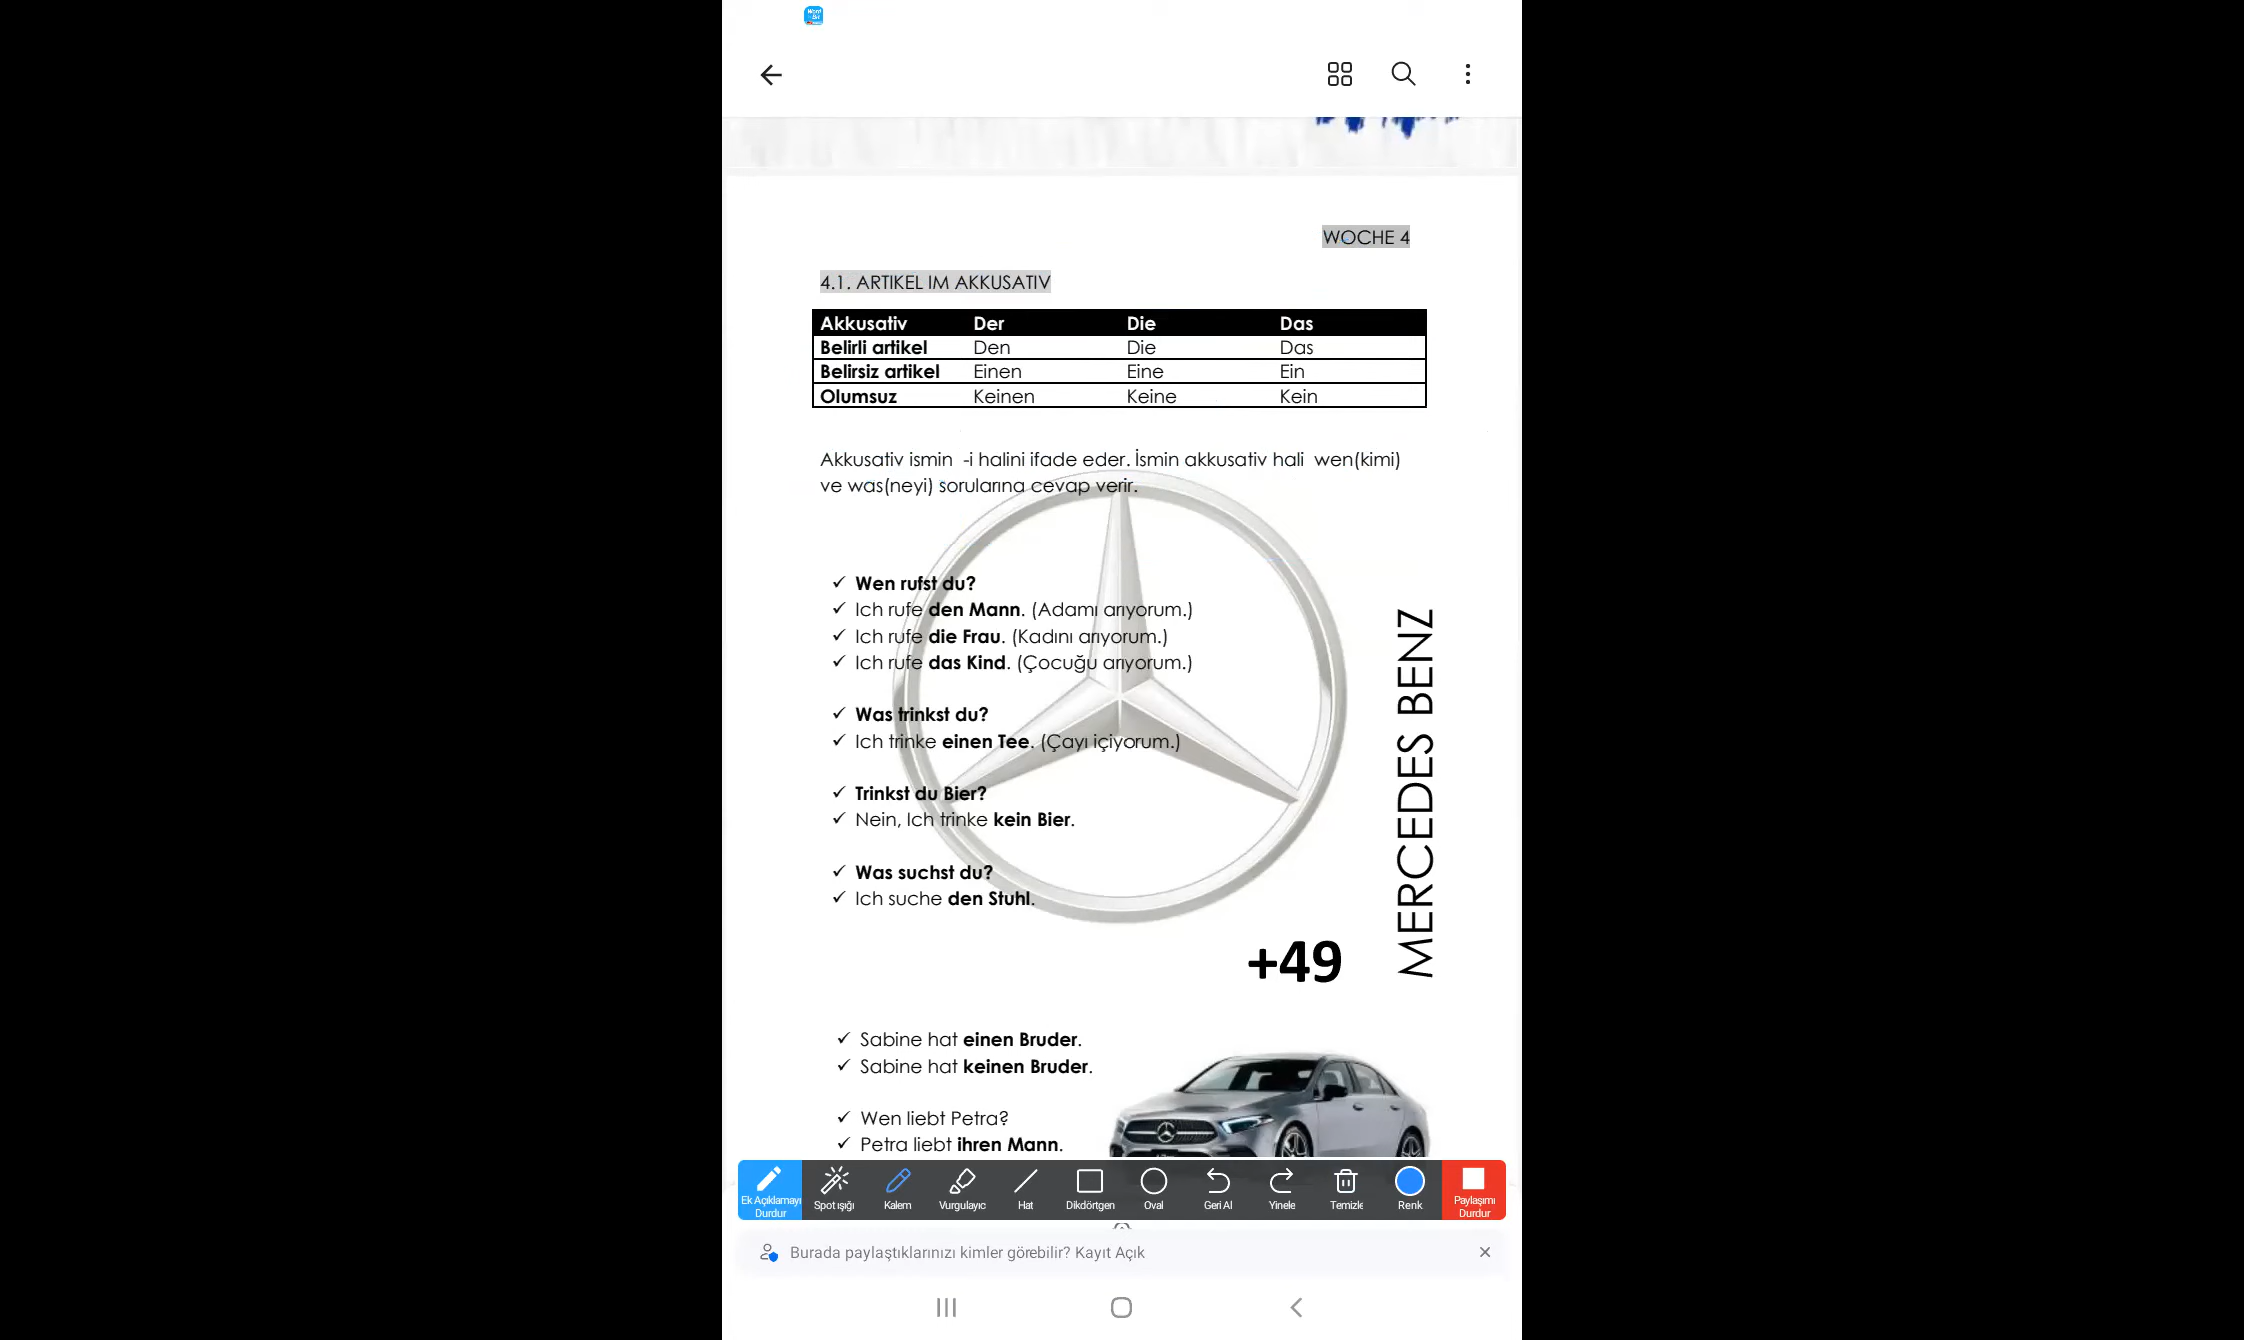 WOCHE 4
4.1. ARTIKEL IM AKKUSATIV
Akkusativ Der Die Das
Belirli artikel Den Die Das
Belirsiz artikel Einen Eine Ein
Olumsuz Keinen Keine Kein
Akkusativ ismin -i halini ifade eder. İsmin akkusativ hali wen(kimi)
ve was(neyi) sorularına cevap verir.
✓ Wen rufst du?
✓ Ich rufe den Mann. (Adamı arıyorum.)
✓ Ich rufe die Frau. (Kadını arıyorum.)
✓ Ich rufe das Kind. (Çocuğu arıyorum.)
✓ Was trinkst du?
✓ Ich trinke einen Tee. (Çayı içiyorum.)
✓ Trinkst du Bier?
✓ Nein, Ich trinke kein Bier.
✓ Was suchst du?
✓ Ich suche den Stuhl.
MERCEDES BENZ
+49
✓ Sabine hat einen Bruder.
✓ Sabine hat keinen Bruder.
✓ Wen liebt Petra?
✓ Petra liebt ihren Mann.
Ek Açıklamayı
Durdur
Spot ışığı
Kalem
Vurgulayıc
Hat
Dikdörtgen
Oval
Geri Al
Yinele
Temizle
Renk
Paylaşımı
Durdur
Burada paylaştıklarınızı kimler görebilir? Kayıt Açık